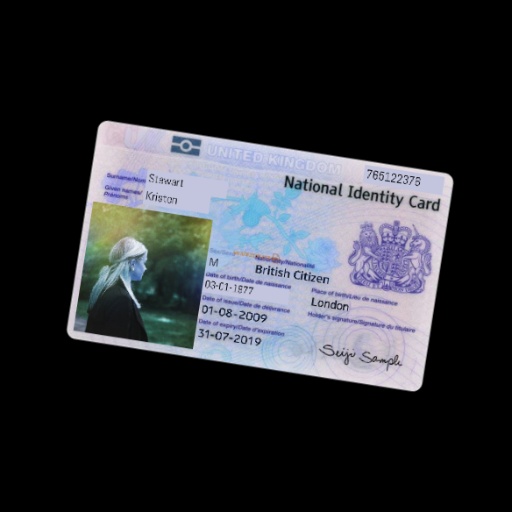 UNITED KINGDOM
765122376
National Identity Card
Surname/Nom
Stewart
Given names/
Prénoms
Kriston
Nationality/Nationalité
M
British Citizen
Date of birth/Date de naissance
03-01-1877
Place of birth/Lieu de naissance
London
Date of issue/Date de délivrance
01-08-2009
Holder's signature/Signature du titulaire
Date of expiry/Date d'expiration
31-07-2019
Seiju Sample